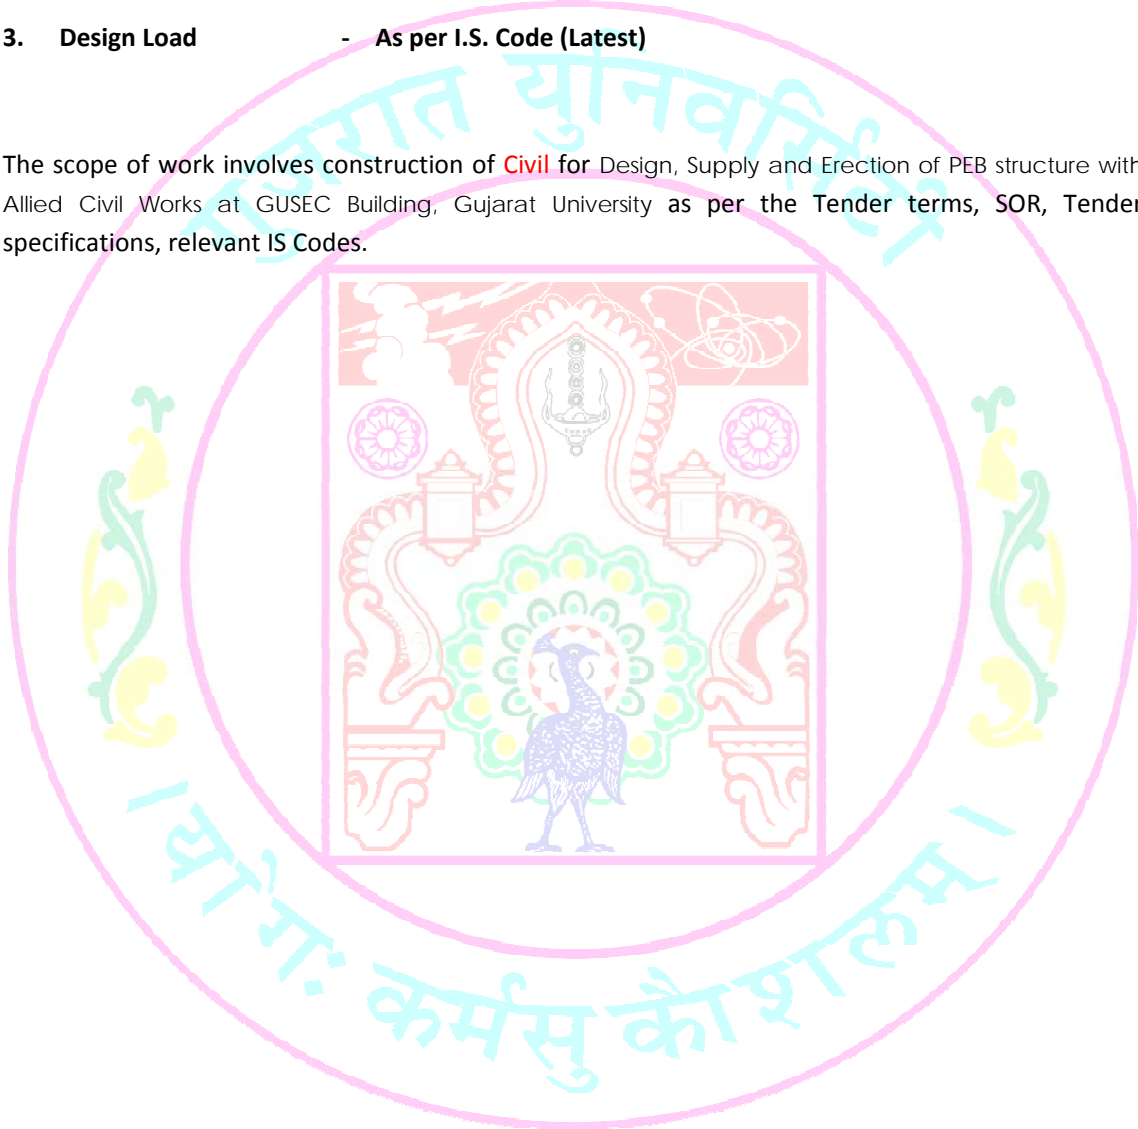 3. Design Load - As per I.S. Code (Latest)
The scope of work involves construction of Civil for Design, Supply and Erection of PEB structure with
Allied Civil Works at GUSEC Building, Gujarat University as per the Tender terms, SOR, Tender
specifications, relevant IS Codes.
गुजरात युनिवर्सिटी
। योगः कर्मसु कौशलम् ।